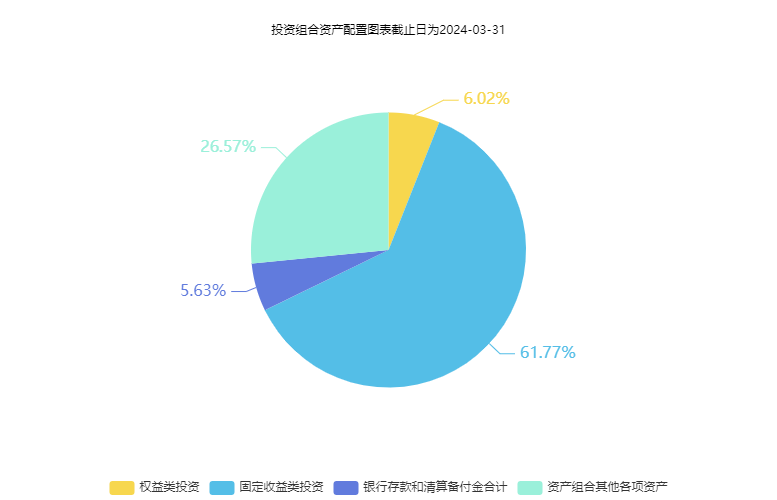 投资组合资产配置图表截止日为2024-03-31
6.02%
26.57%
5.63%
61.77%
权益类投资
固定收益类投资
银行存款和清算备付金合计
资产组合其他各项资产